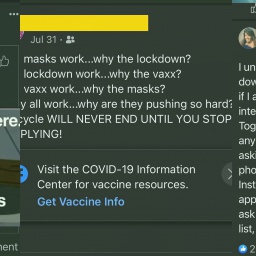 Jul 31 ·
masks work...why the lockdown?
lockdown work...why the vaxx?
vaxx work...why the masks?
y all work...why are they pushing so hard?
cycle WILL NEVER END UNTIL YOU STOP
PLYING!
Visit the COVID-19 Information
Center for vaccine resources.
Get Vaccine Info
ere.
s
ment
I un
dow
if I a
inte
Tog
any
aski
pho
Inst
app
ask
list,
2